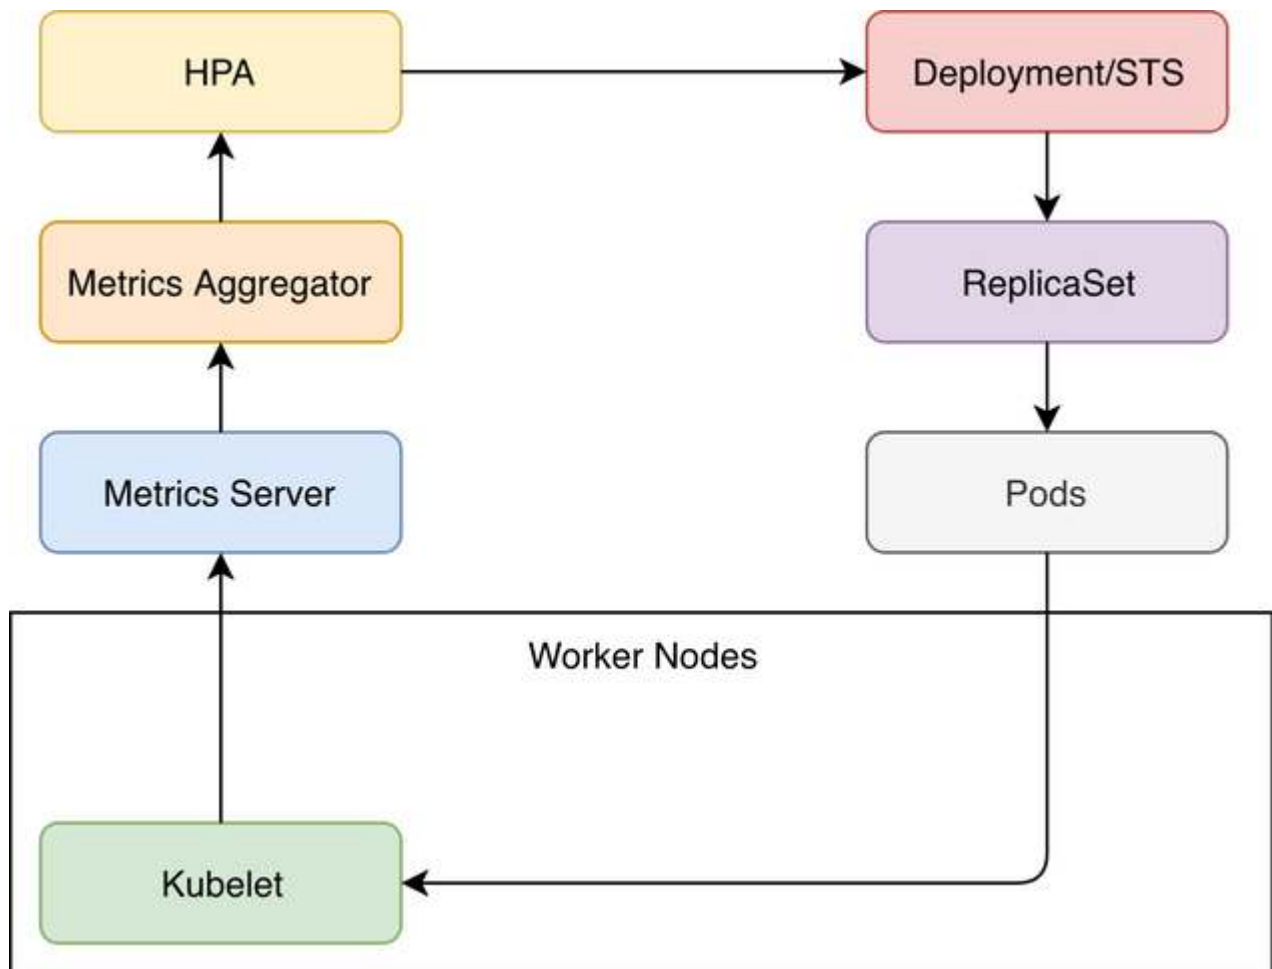 HPA
Deployment/STS
Metrics Aggregator
ReplicaSet
Metrics Server
Pods
Worker Nodes
Kubelet